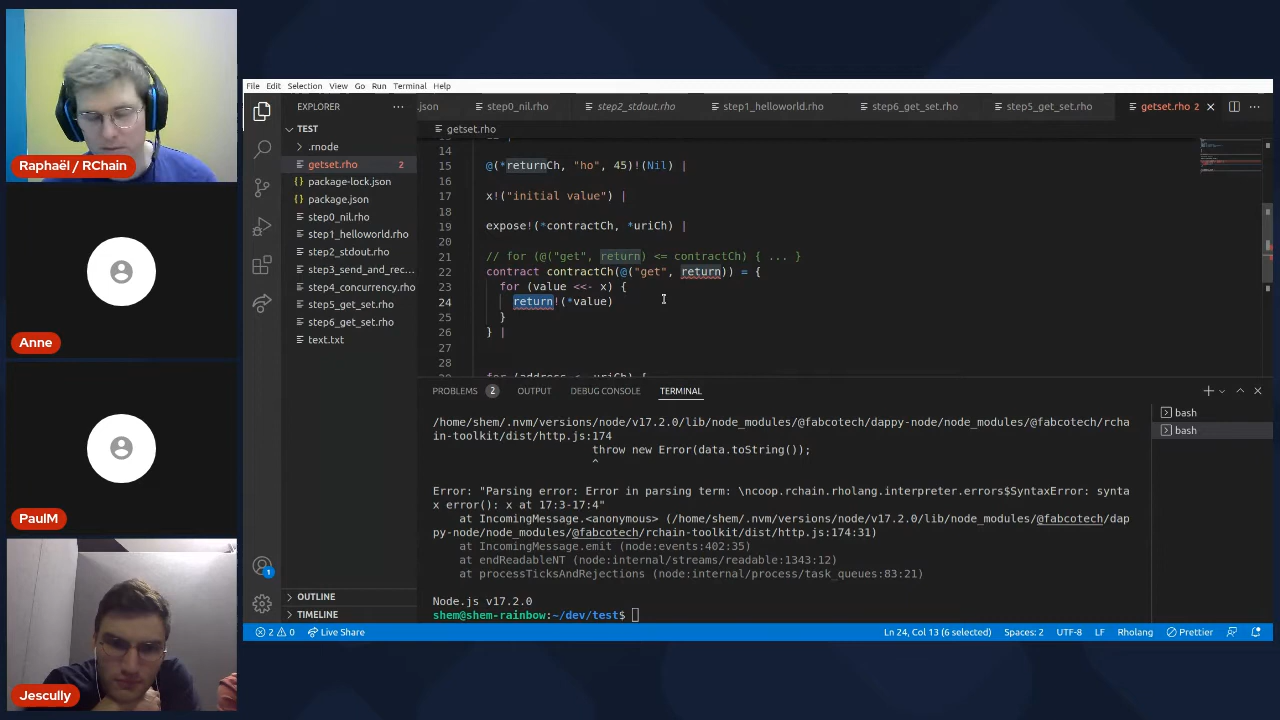 Raphaël / RChain
Anne
PaulM
Jescully
File Edit Selection View Go Run Terminal Help
EXPLORER
TEST
.rnode
getset.rho 2
package-lock.json
package.json
step0_nil.rho
step1_helloworld.rho
step2_stdout.rho
step3_send_and_rec...
step4_concurrency.rho
step5_get_set.rho
step6_get_set.rho
text.txt
OUTLINE
TIMELINE
.json step0_nil.rho step2_stdout.rho step1_helloworld.rho step6_get_set.rho step5_get_set.rho getset.rho 2
getset.rho
14
15 @(*returnCh, "ho", 45)!(Nil) |
16
17 x!("initial value") |
18
19 expose!(*contractCh, *uriCh) |
20
21 // for (@("get", return) <= contractCh) { ... }
22 contract contractCh(@("get", return)) = {
23 for (value <<- x) {
24 return!(*value)
25 }
26 } |
27
28
for (address <- uriCh) {
PROBLEMS 2 OUTPUT DEBUG CONSOLE TERMINAL
/home/shem/.nvm/versions/node/v17.2.0/lib/node_modules/@fabcotech/dappy-node/node_modules/@fabcotech/rcha
in-toolkit/dist/http.js:174
throw new Error(data.toString());
^
Error: "Parsing error: Error in parsing term: \ncoop.rchain.rholang.interpreter.errors$SyntaxError: synta
x error(): x at 17:3-17:4"
at IncomingMessage.<anonymous> (/home/shem/.nvm/versions/node/v17.2.0/lib/node_modules/@fabcotech/dap
py-node/node_modules/@fabcotech/rchain-toolkit/dist/http.js:174:31)
at IncomingMessage.emit (node:events:402:35)
at endReadableNT (node:internal/streams/readable:1343:12)
at processTicksAndRejections (node:internal/process/task_queues:83:21)
Node.js v17.2.0
shem@shem-rainbow:~/dev/test$
bash
bash
1
2 0 Live Share Ln 24, Col 13 (6 selected) Spaces: 2 UTF-8 LF Rholang Prettier